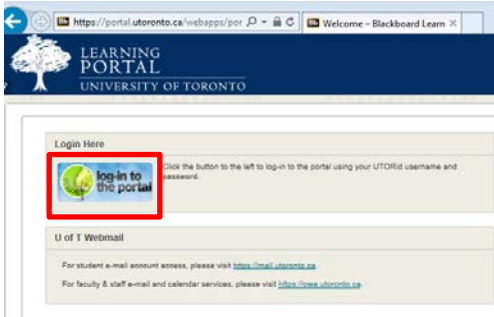 https://portal.utoronto.ca/webapps/por
Welcome – Blackboard Learn
LEARNING
PORTAL
UNIVERSITY OF TORONTO
Login Here
log-in to
the portal
Click the button to the left to log-in to the portal using your UTORid username and
password.
U of T Webmail
For student e-mail account access, please visit https://mail.utoronto.ca.
For faculty & staff e-mail and calendar services, please visit https://owa.utoronto.ca.